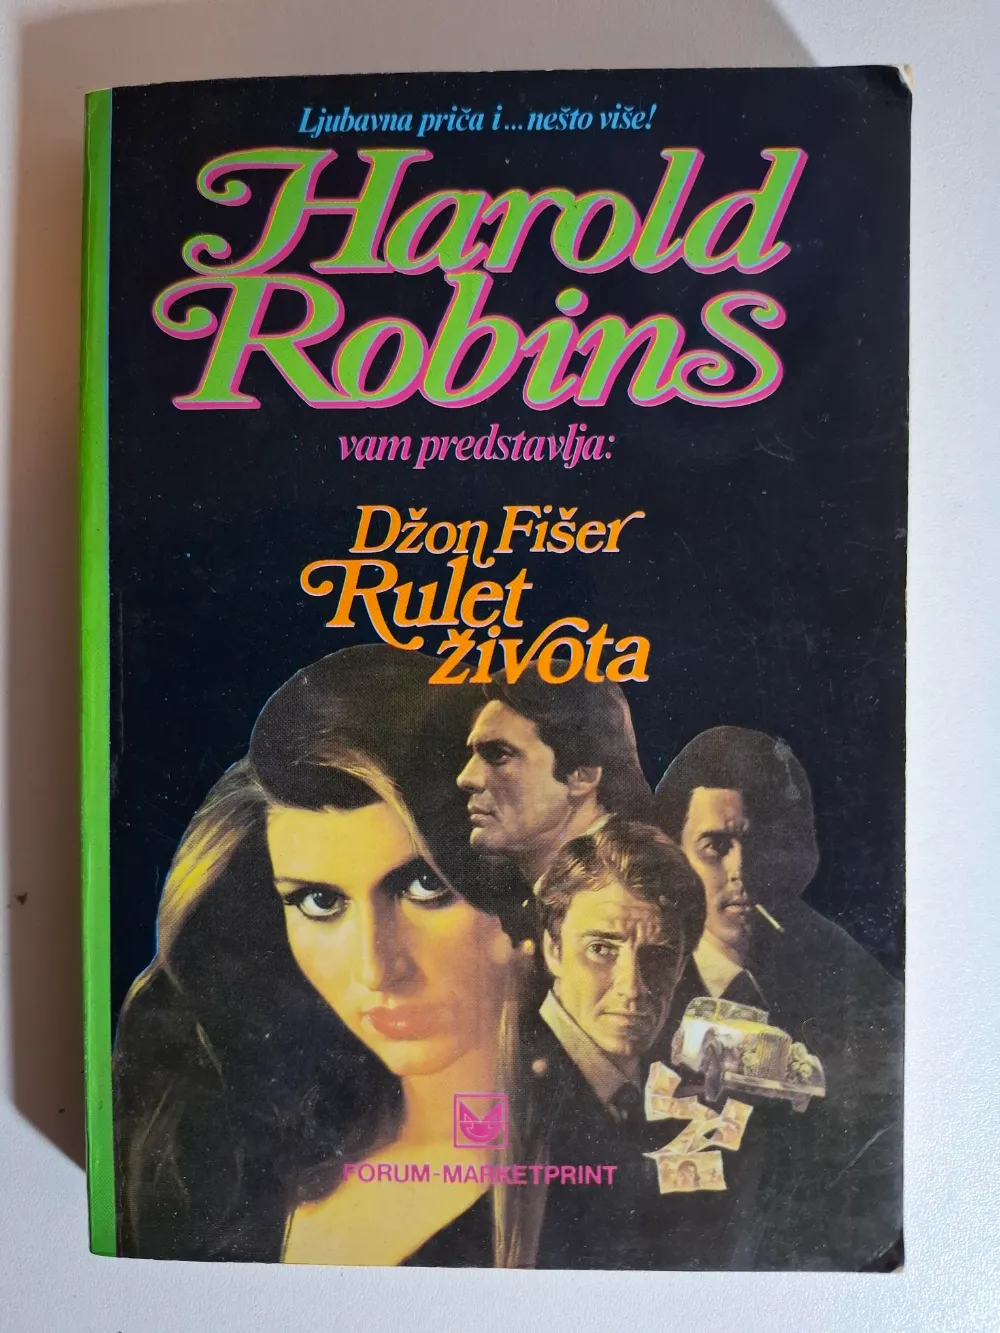 Ljubavna priča i...nešto više!
Harold
Robins
vam predstavlja:
Džon Fišer
Rulet
života
FORUM-MARKETPRINT